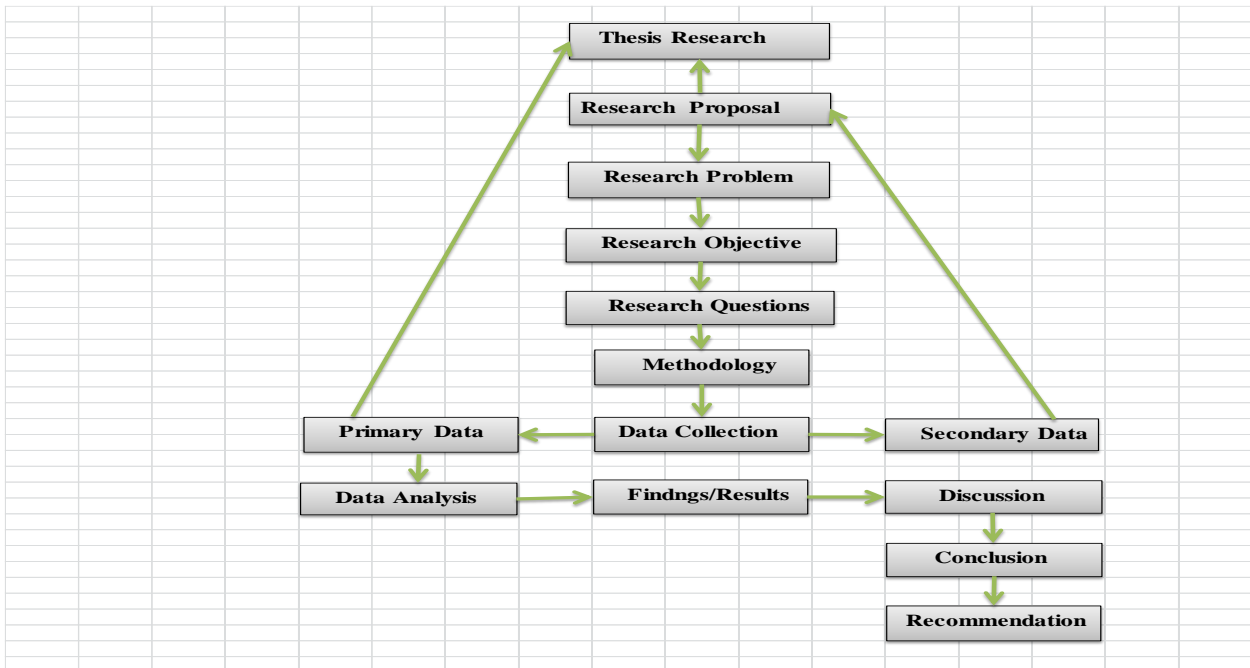 Thesis Research
Research Proposal
Research Problem
Research Objective
Research Questions
Methodology
Primary Data
Data Collection
Secondary Data
Data Analysis
Findngs/Results
Discussion
Conclusion
Recommendation